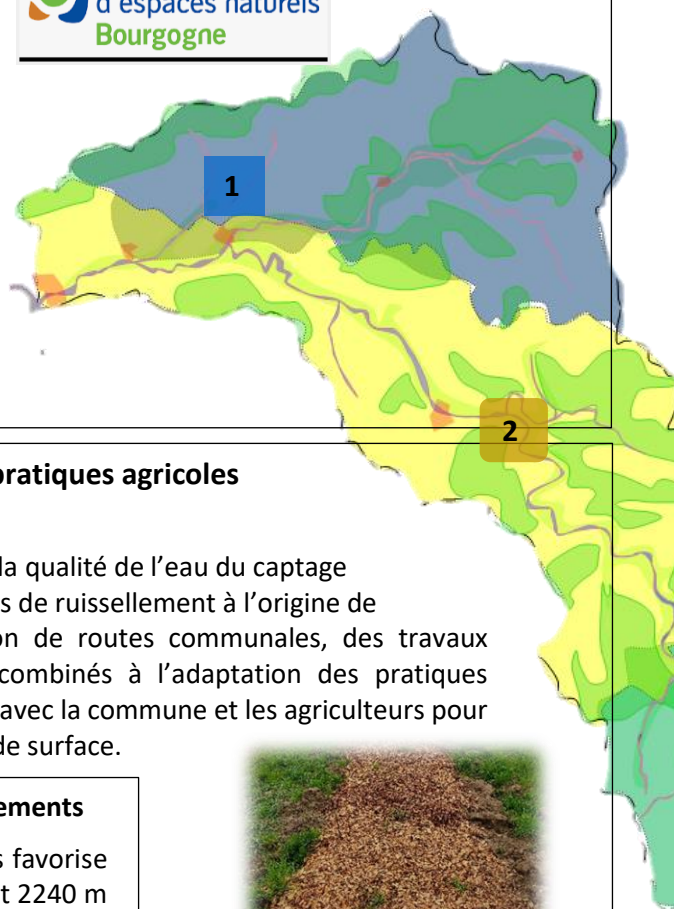 d'espaces naturels
Bourgogne
1
2
pratiques agricoles
la qualité de l’eau du captage
s de ruissellement à l’origine de
on de routes communales, des travaux
combinés à l’adaptation des pratiques
avec la commune et les agriculteurs pour
de surface.
ements
s favorise
t 2240 m